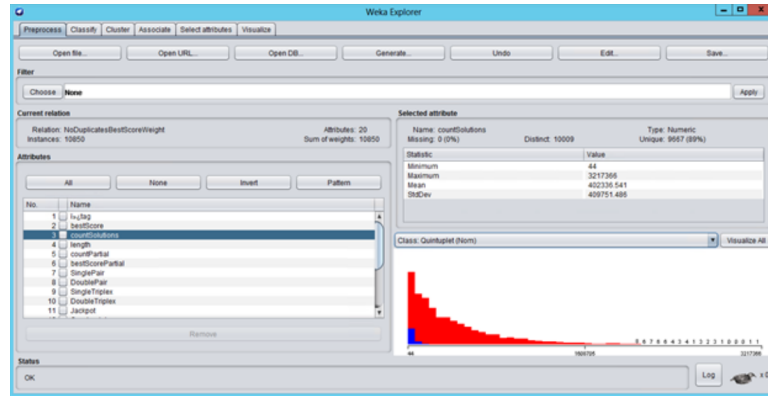 Weka Explorer
Preprocess Classify Cluster Associate Select attributes Visualize
Open file... Open URL... Open DB... Generate... Undo Edit... Save...
Filter
Choose None Apply
Current relation
Relation: NoDuplicatesBestScoreWeight Attributes: 20
Instances: 10850 Sum of weights: 10850
Attributes
All None Invert Pattern
No. Name
1 ï»¿tag
2 bestScore
3 countSolutions
4 length
5 countPartial
6 bestScorePartial
7 SinglePair
8 DoublePair
9 SingleTriplex
10 DoubleTriplex
11 Jackpot
Remove
Selected attribute
Name: countSolutions Type: Numeric
Missing: 0 (0%) Distinct: 10009 Unique: 9667 (89%)
Statistic Value
Minimum 44
Maximum 3217366
Mean 402336.541
StdDev 409751.486
Class: Quintuplet (Nom) Visualize All
44 3217366
Status
OK Log x 0